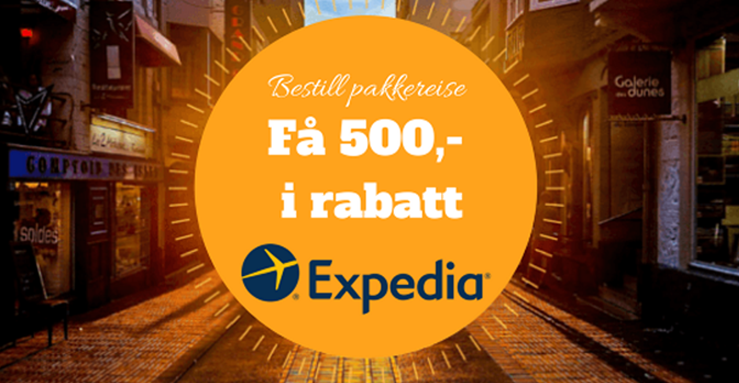 Bestill pakkereise
Få 500,-
i rabatt
Expedia®
Galerie
des dunes
soldes